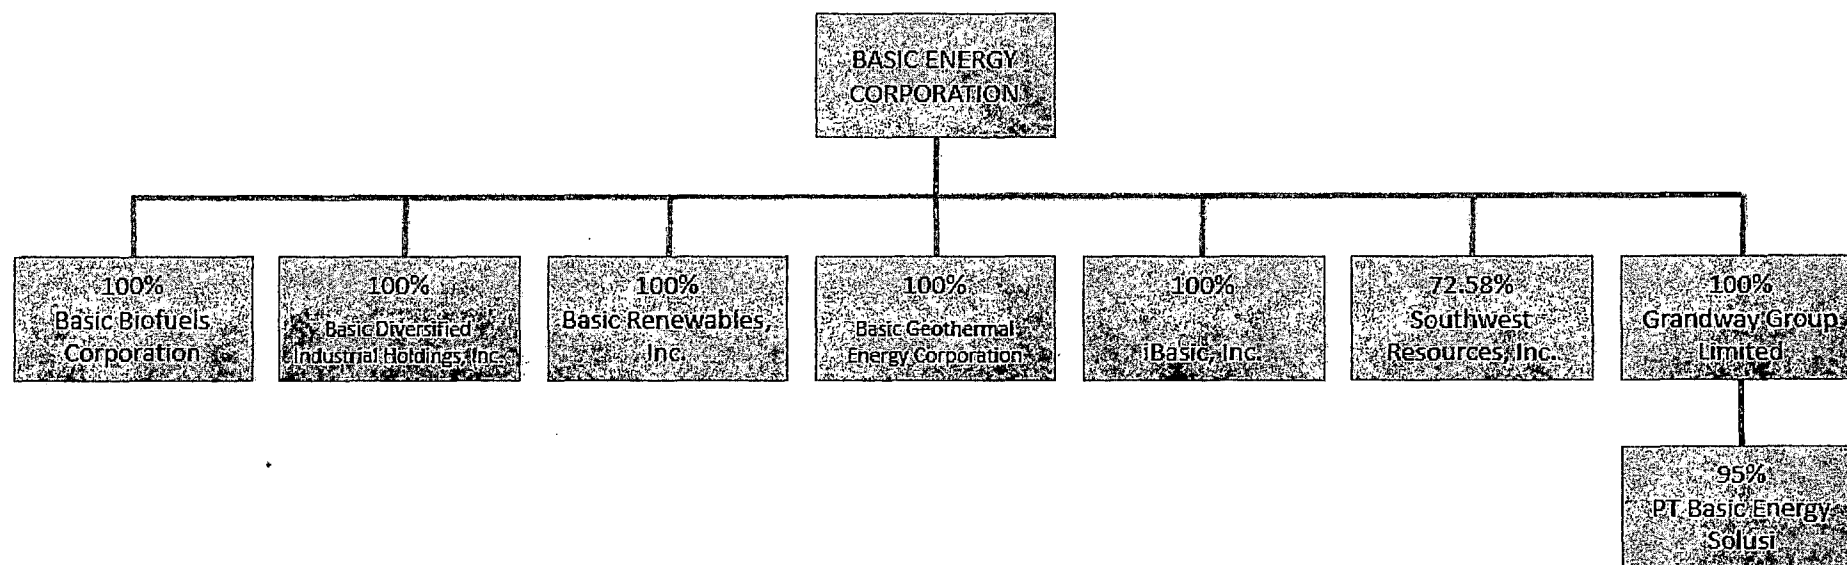 BASIC ENERGY
CORPORATION
100%
Basic Biofuels
Corporation
100%
Basic Diversified
Industrial Holdings, Inc.
100%
Basic Renewables,
Inc.
100%
Basic Geothermal
Energy Corporation
100%
iBasic, Inc.
72.58%
Southwest
Resources, Inc.
100%
Grandway Group
Limited
95%
PT Basic Energy
Solusi